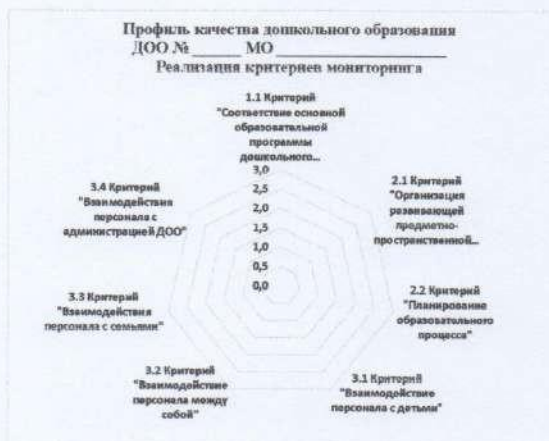 Профиль качества дошкольного образования
ДОО № ______ МО ____________________
Реализация критериев мониторинга
1.1 Критерий
"Соответствие основной
образовательной
программы
дошкольного...
3,0
2,5
2,0
1,5
1,0
0,5
0,0
2.1 Критерий
"Организация
развивающей
предметно-
пространственной...
2.2 Критерий
"Планирование
образовательного
процесса"
3.1 Критерий
"Взаимодействие
персонала с детьми"
3.2 Критерий
"Взаимодействие
персонала между
собой"
3.3 Критерий
"Взаимодействия
персонала с семьями"
3.4 Критерий
"Взаимодействия
персонала с
администрацией ДОО"